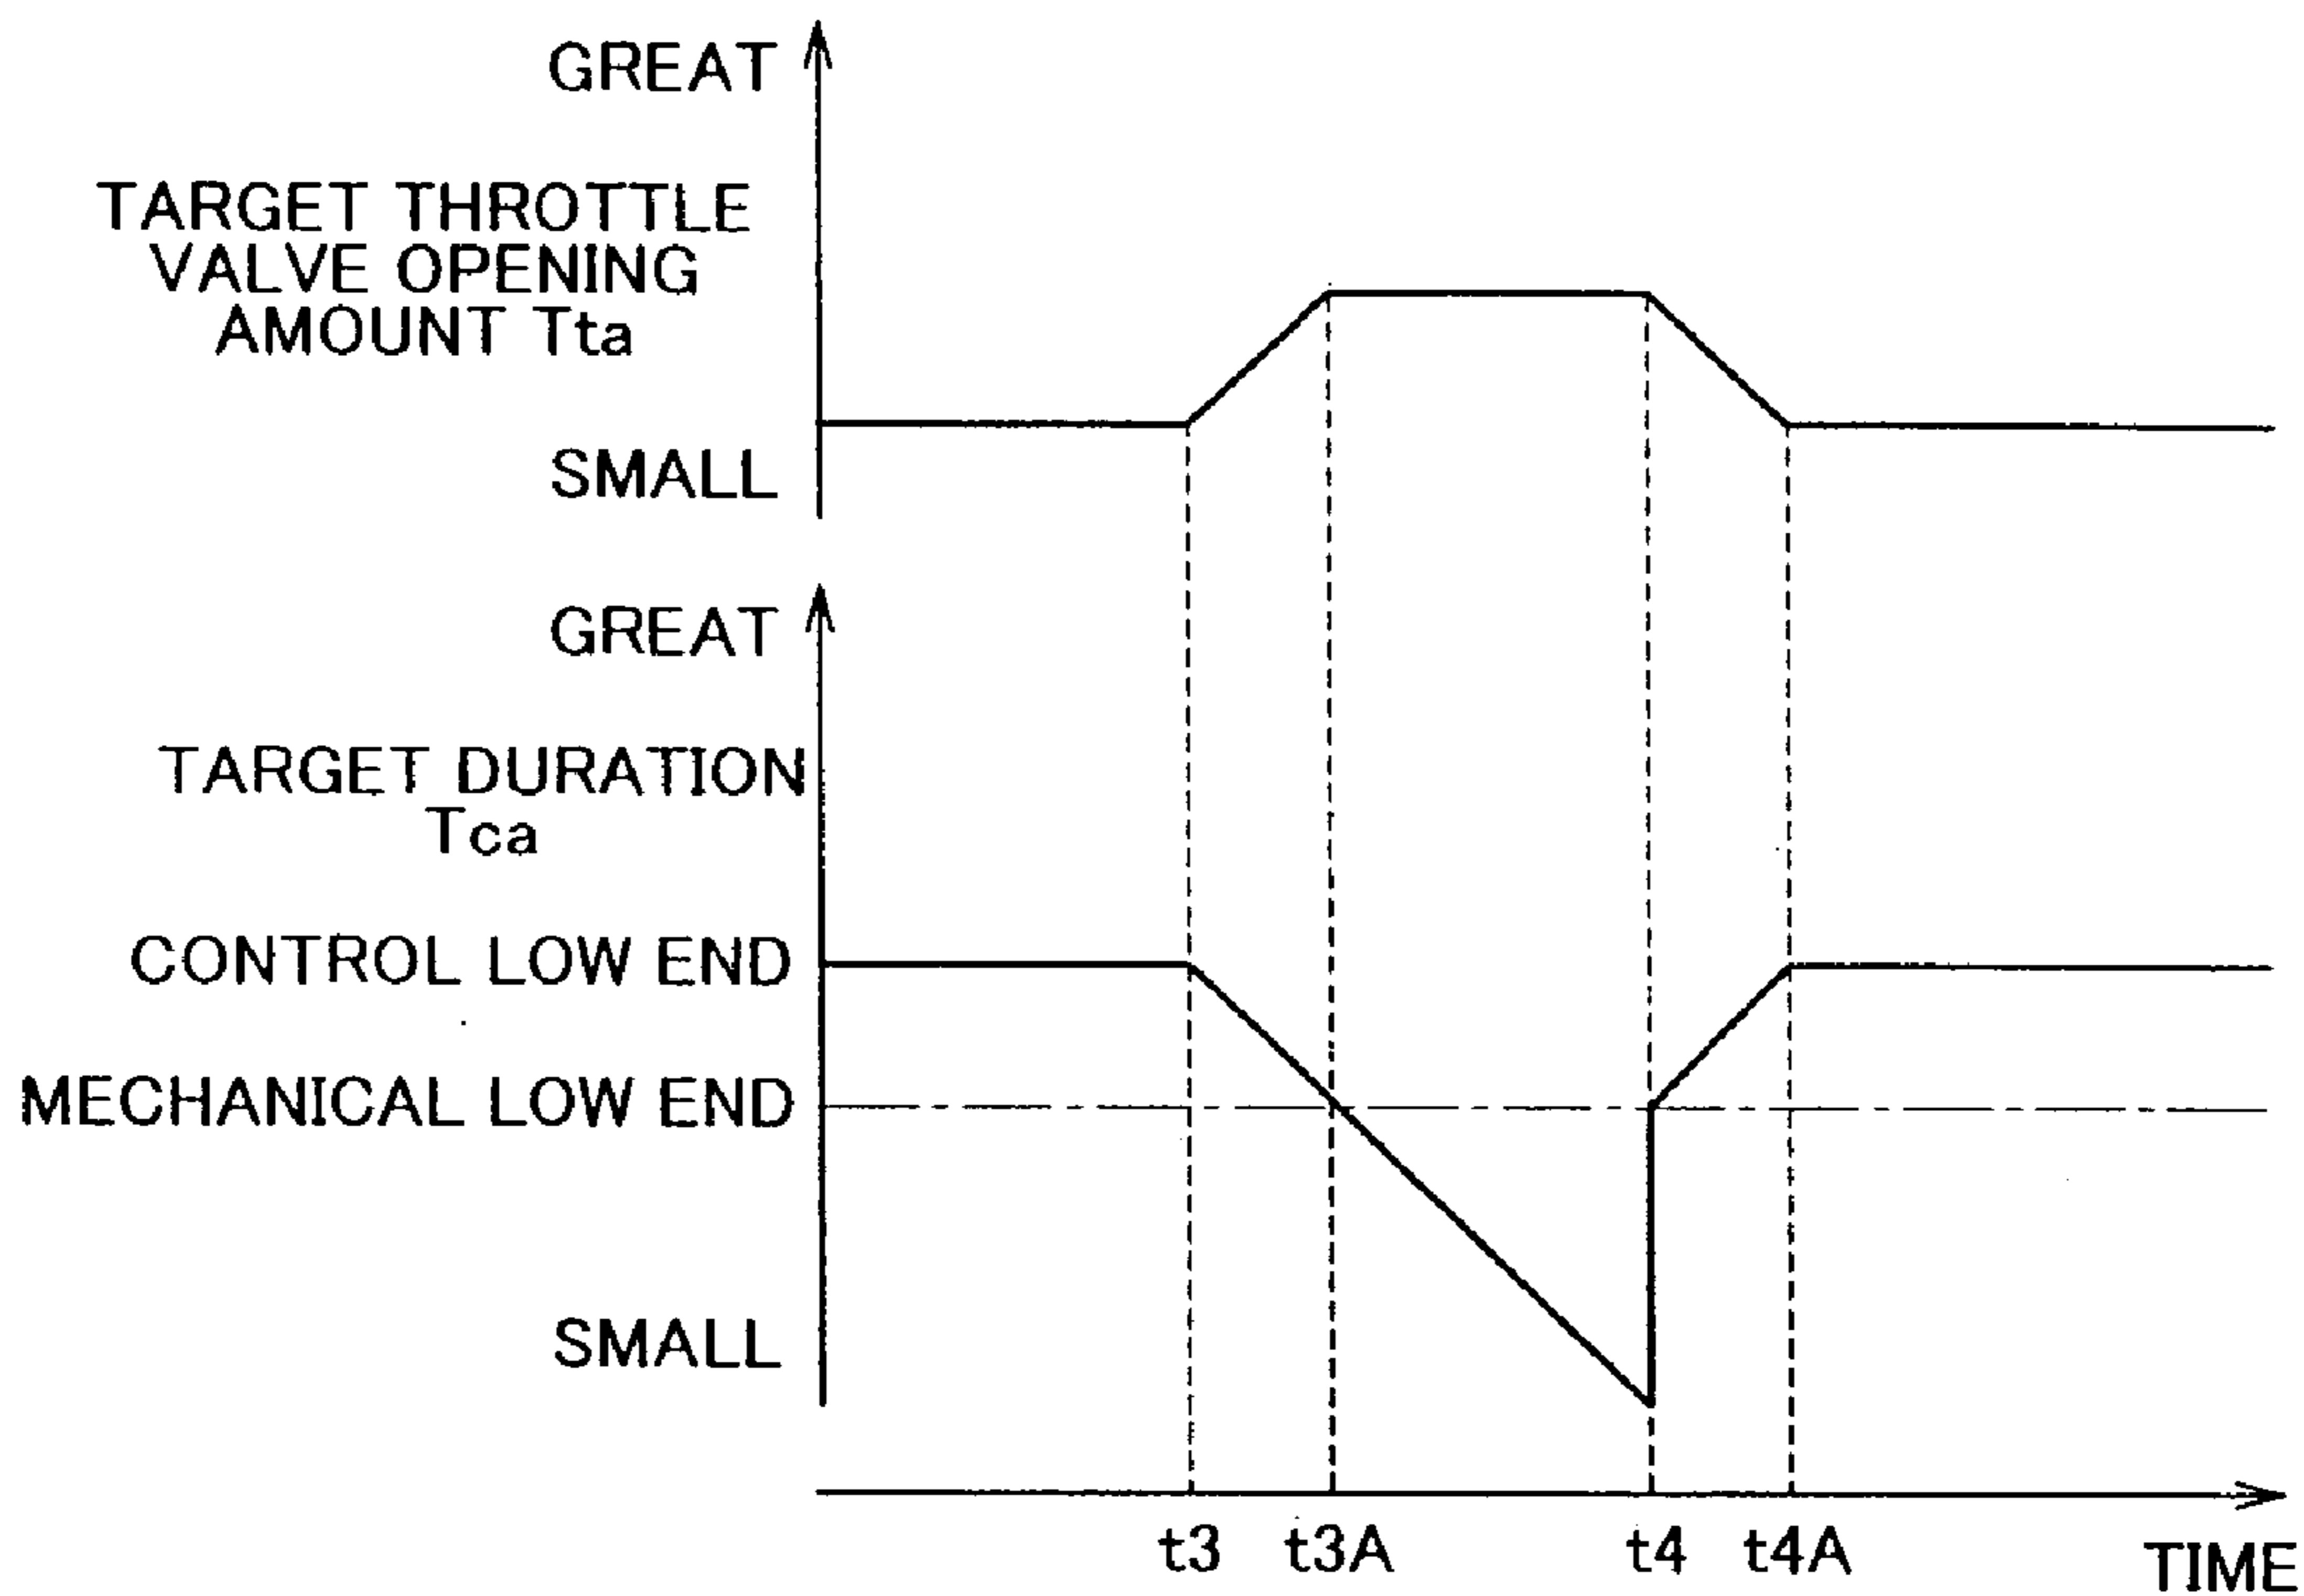 GREAT
TARGET THROTTLE
VALVE OPENING
AMOUNT Tta
SMALL
GREAT
TARGET DURATION
Tca
CONTROL LOW END
MECHANICAL LOW END
SMALL
t3 t3A t4 t4A TIME